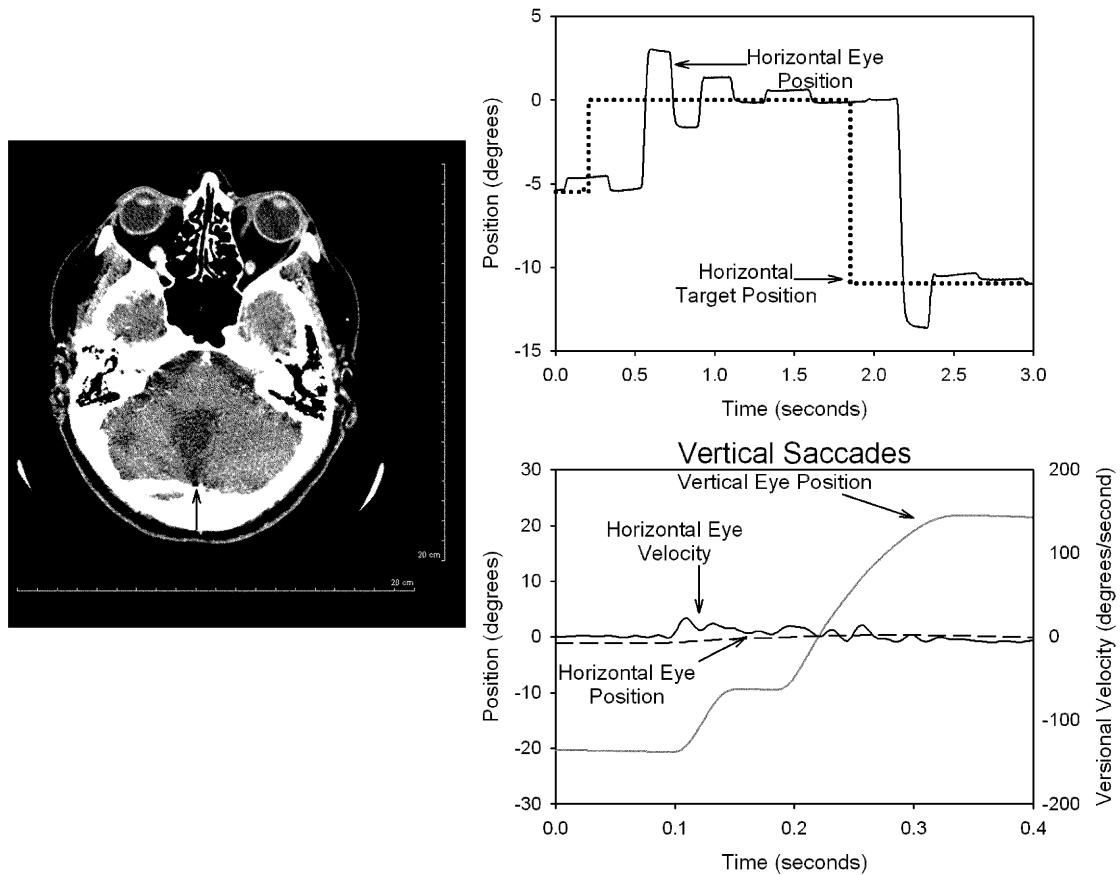 20 cm
20 cm
5
0
-5
-10
-15
Position (degrees)
Horizontal Eye
Position
Horizontal
Target Position
0.0 0.5 1.0 1.5 2.0 2.5 3.0
Time (seconds)
Vertical Saccades
30
20
10
0
-10
-20
-30
Position (degrees)
Vertical Eye Position
Horizontal Eye
Velocity
Horizontal Eye
Position
200
100
0
-100
-200
Versional Velocity (degrees/second)
0.0 0.1 0.2 0.3 0.4
Time (seconds)